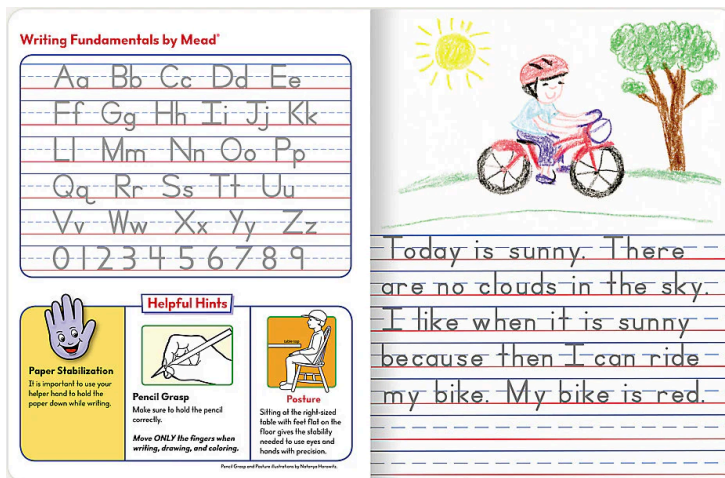 Writing Fundamentals by Mead®
Aa Bb Cc Dd Ee
Ff Gg Hh Ii Jj Kk
Ll Mm Nn Oo Pp
Qq Rr Ss Tt Uu
Vv Ww Xx Yy Zz
0 1 2 3 4 5 6 7 8 9
Helpful Hints
Paper Stabilization
It is important to use your
helper hand to hold the
paper down while writing.
Pencil Grasp
Make sure to hold the pencil
correctly.
Move ONLY the fingers when
writing, drawing, and coloring.
table top
Posture
Sitting at the right-sized
table with feet flat on the
floor gives the stability
needed to use eyes and
hands with precision.
Pencil Grasp and Posture illustrations by Natanya Horowitz.
Today is sunny. There
are no clouds in the sky.
I like when it is sunny
because then I can ride
my bike. My bike is red.